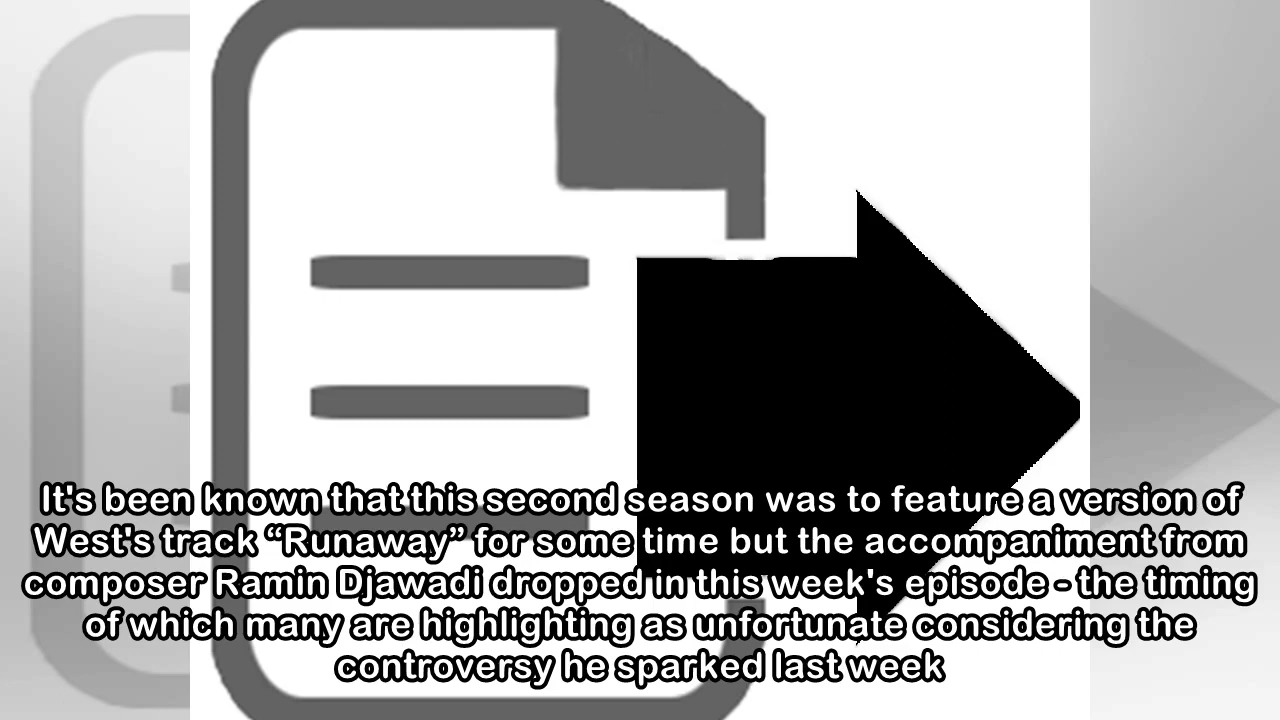 It's been known that this second season was to feature a version of
West's track “Runaway” for some time but the accompaniment from
composer Ramin Djawadi dropped in this week's episode - the timing
of which many are highlighting as unfortunate considering the
controversy he sparked last week